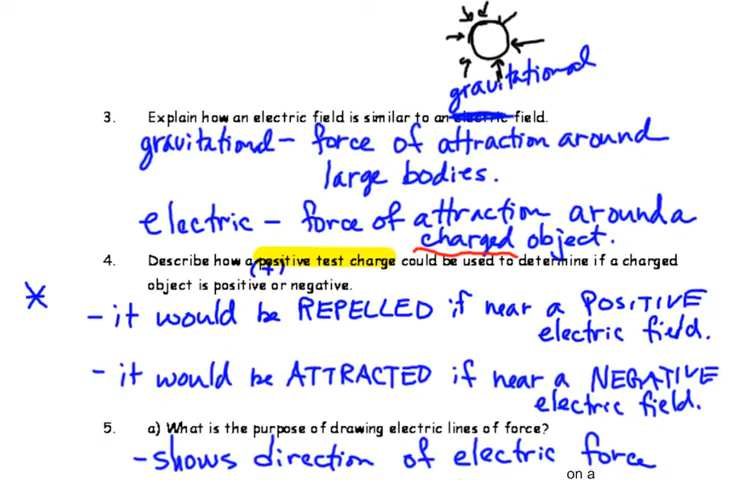 gravitational
3. Explain how an electric field is similar to an electric field.
gravitational - force of attraction around
large bodies.
electric - force of attraction around a
charged object.
4. Describe how a positive test charge could be used to determine if a charged
(+)
object is positive or negative.
* - it would be REPELLED if near a POSITIVE
electric field.
- it would be ATTRACTED if near a NEGATIVE
electric field.
5. a) What is the purpose of drawing electric lines of force?
- shows direction of electric force
on a